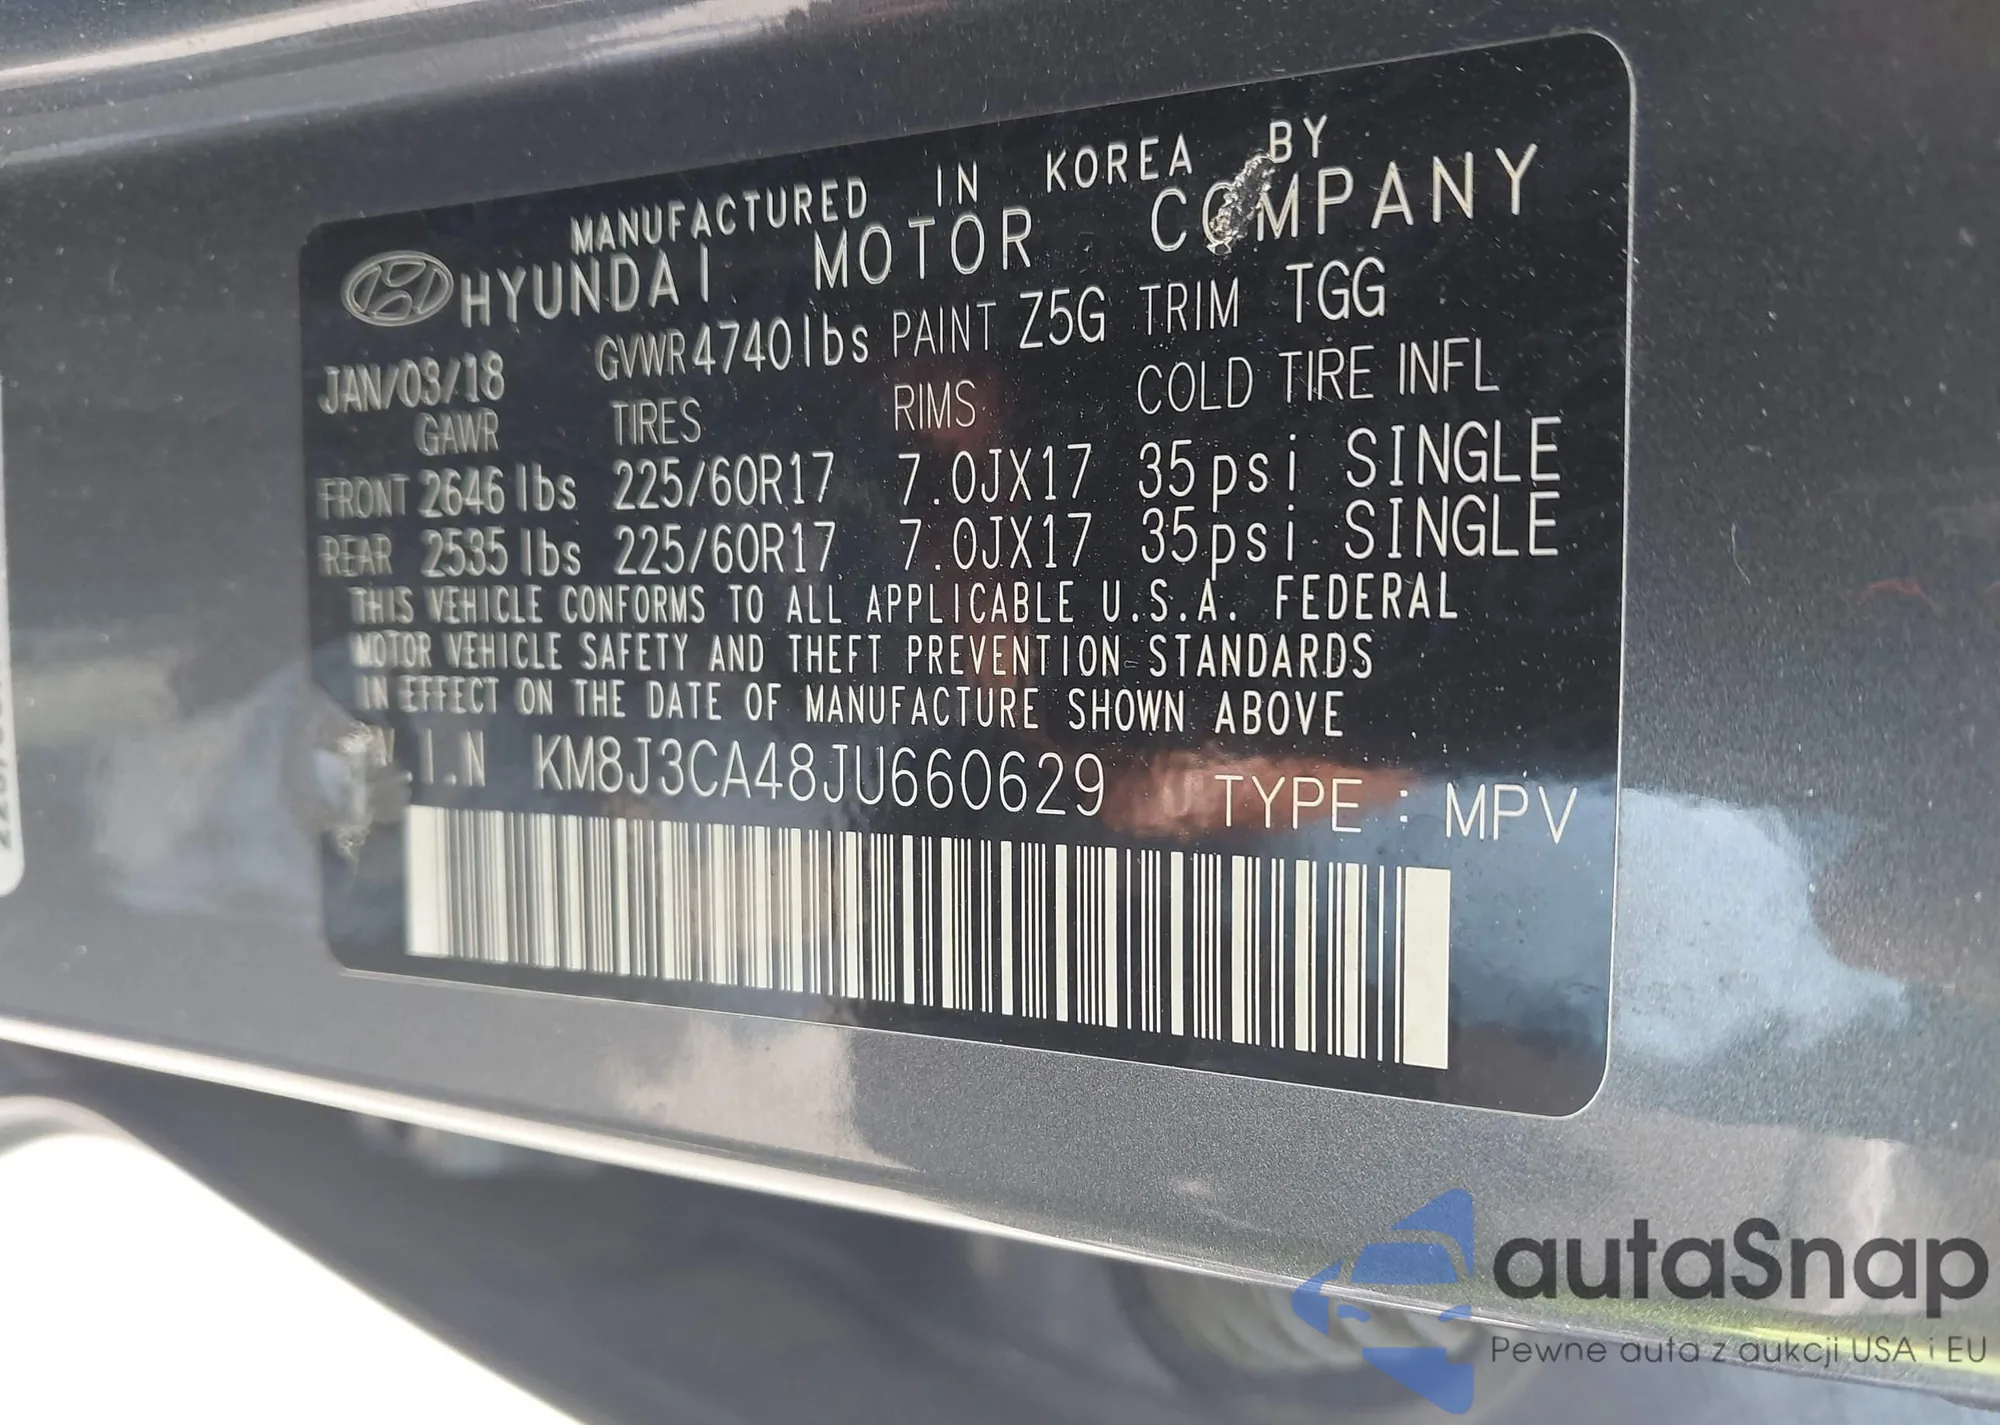 MANUFACTURED IN KOREA BY
HYUNDAI MOTOR COMPANY
JAN/03/18 GVWR 4740lbs PAINT Z5G TRIM TGG
GAWR TIRES RIMS COLD TIRE INFL
FRONT 2646 lbs 225/60R17 7.0JX17 35psi SINGLE
REAR 2535 lbs 225/60R17 7.0JX17 35psi SINGLE
THIS VEHICLE CONFORMS TO ALL APPLICABLE U.S.A. FEDERAL
MOTOR VEHICLE SAFETY AND THEFT PREVENTION STANDARDS
IN EFFECT ON THE DATE OF MANUFACTURE SHOWN ABOVE
V.I.N KM8J3CA48JU660629 TYPE : MPV
autaSnap
Pewne auta z aukcji USA i EU